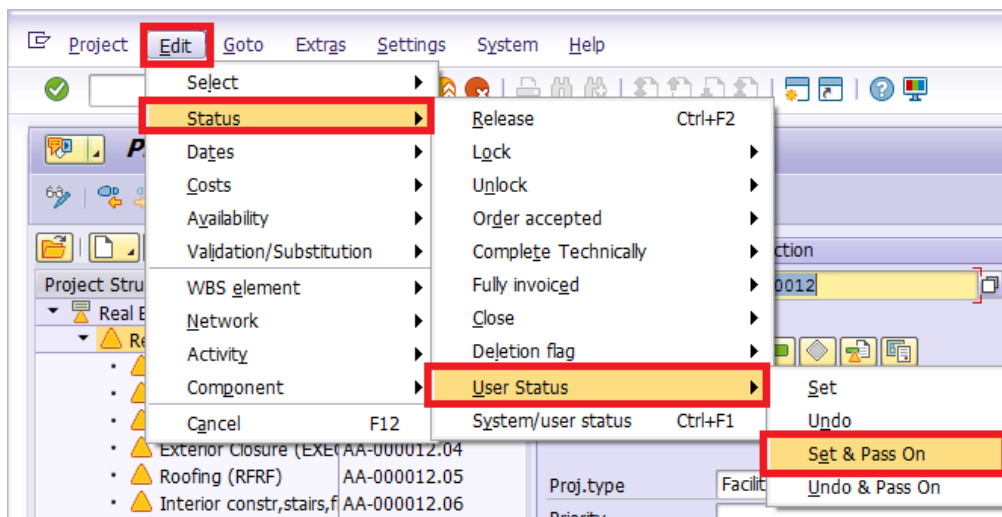 Project Edit Goto Extras Settings System Help
Select
Status
Dates
Costs
Availability
Validation/Substitution
WBS element
Network
Activity
Component
Cancel F12
Release Ctrl+F2
Lock
Unlock
Order accepted
Complete Technically
Fully invoiced
Close
Deletion flag
User Status
System/user status Ctrl+F1
Set
Undo
Set & Pass On
Undo & Pass On
P
ction
Project Stru
0012
Real E
Re
Exterior Closure (EXE AA-000012.04
Roofing (RFRF) AA-000012.05
Interior constr,stairs,f AA-000012.06
Proj.type Facilit
Priority